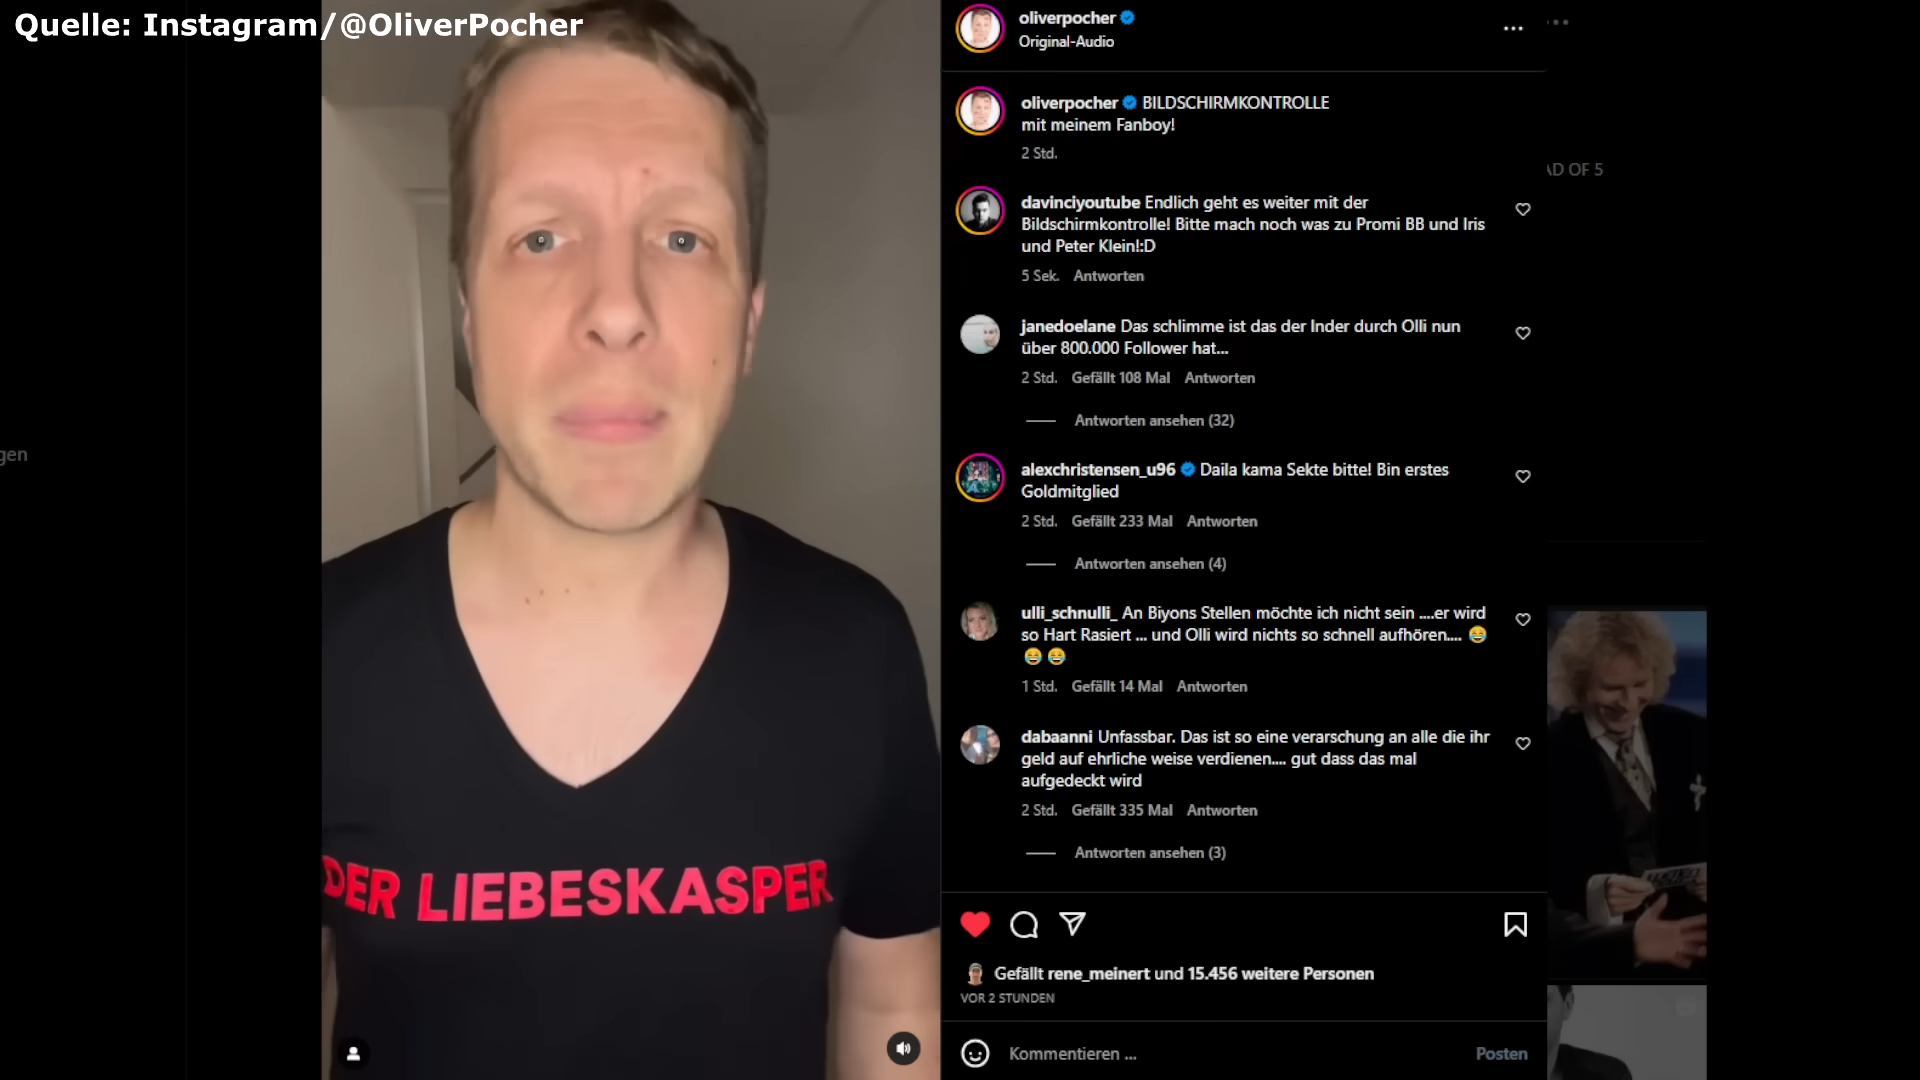 Quelle: Instagram/@OliverPocher
oliverpocher
Original-Audio
oliverpocher BILDSCHIRMKONTROLLE
mit meinem Fanboy!
2 Std.
davinciyoutube Endlich geht es weiter mit der
Bildschirmkontrolle! Bitte mach noch was zu Promi BB und Iris
und Peter Klein!:D
5 Sek. Antworten
janedoelane Das schlimme ist das der Inder durch Olli nun
über 800.000 Follower hat...
2 Std. Gefällt 108 Mal Antworten
Antworten ansehen (32)
alexchristensen_u96 Daila kama Sekte bitte! Bin erstes
Goldmitglied
2 Std. Gefällt 233 Mal Antworten
Antworten ansehen (4)
ulli_schnulli_ An Biyons Stellen möchte ich nicht sein ....er wird
so Hart Rasiert ... und Olli wird nichts so schnell aufhören.... 😂
😂 😂
1 Std. Gefällt 14 Mal Antworten
dabaanni Unfassbar. Das ist so eine verarschung an alle die ihr
geld auf ehrliche weise verdienen.... gut dass das mal
aufgedeckt wird
2 Std. Gefällt 335 Mal Antworten
Antworten ansehen (3)
Gefällt rene_meinert und 15.456 weitere Personen
VOR 2 STUNDEN
Kommentieren ...
Posten
DER LIEBESKASPER
gen
AD OF 5